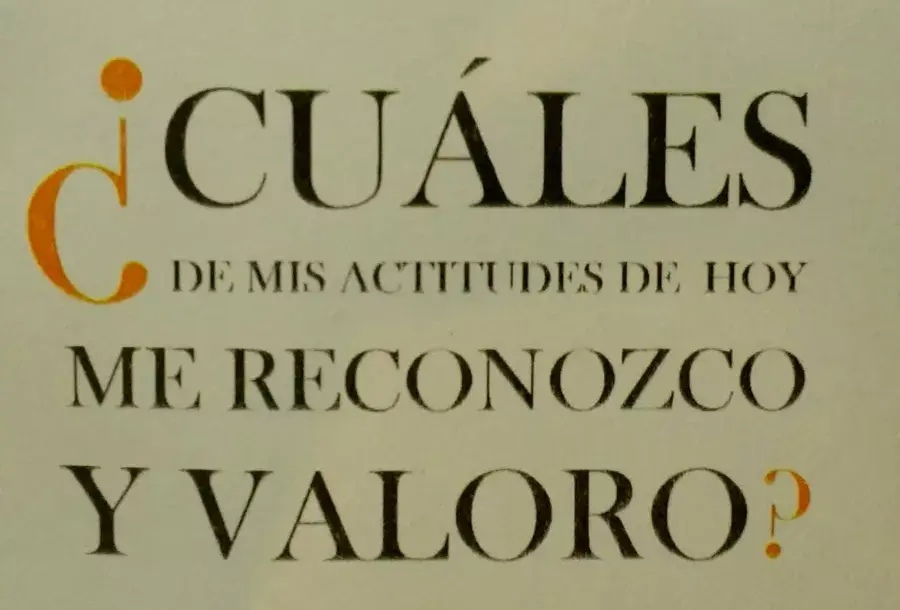 ¿CUÁLES
DE MIS ACTITUDES DE HOY
ME RECONOZCO
Y VALORO?